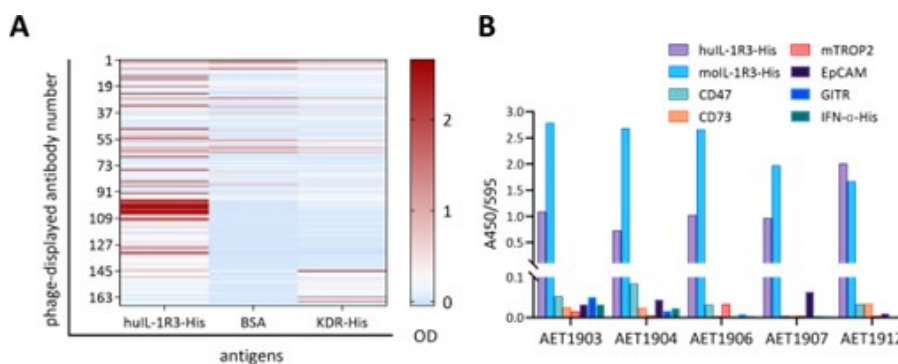 A
phage-displayed antibody number
1
19
37
55
73
91
109
127
145
163
huIL-1R3-His BSA KDR-His
antigens
2
1
0
OD
B
huIL-1R3-His mTROP2
moIL-1R3-His EpCAM
CD47 GITR
CD73 IFN-α-His
A450/595
3.0
2.5
2.0
1.5
1.0
0.5
0.1
0.0
AET1903 AET1904 AET1906 AET1907 AET1912